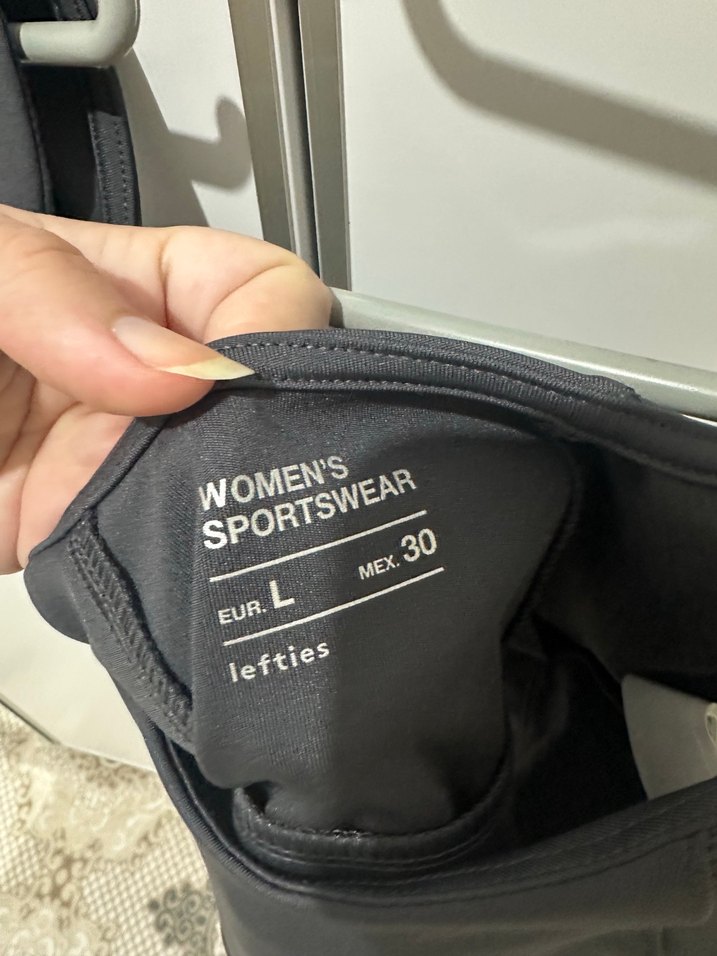 WOMEN'S
SPORTSWEAR
EUR. L MEX. 30
lefties